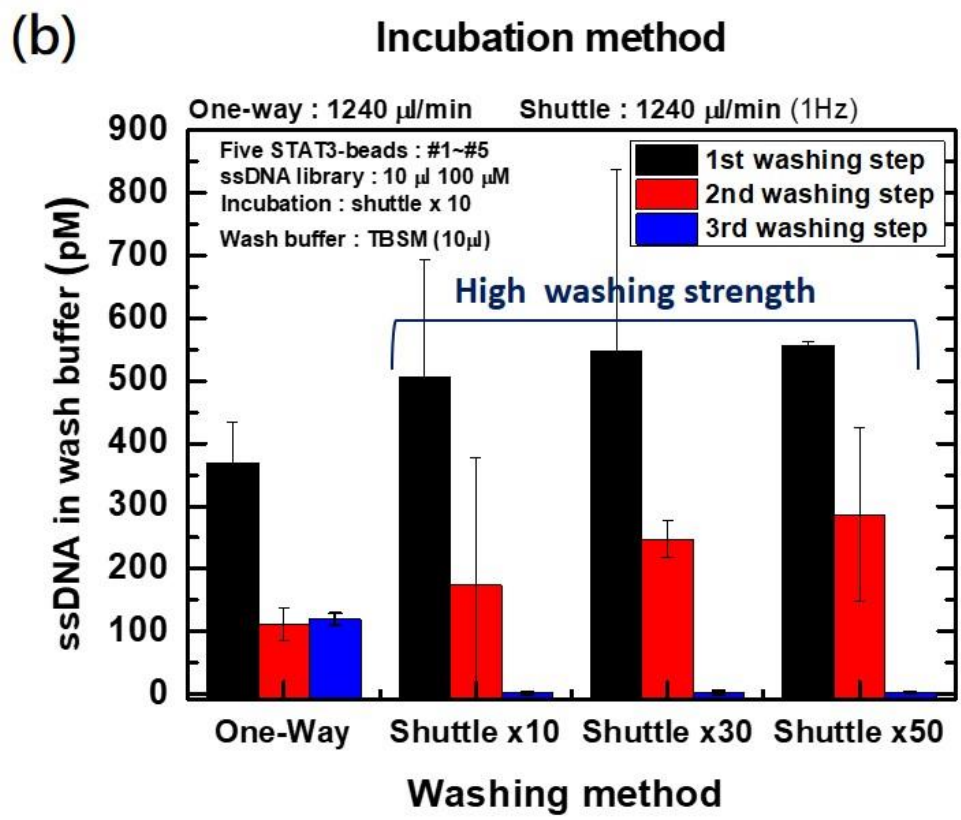 (b)
Incubation method
One-way : 1240 μl/min Shuttle : 1240 μl/min (1Hz)
Five STAT3-beads : #1~#5
ssDNA library : 10 μl 100 μM
Incubation : shuttle x 10
Wash buffer : TBSM (10μl)
1st washing step
2nd washing step
3rd washing step
High washing strength
ssDNA in wash buffer (pM)
900
800
700
600
500
400
300
200
100
0
One-Way Shuttle x10 Shuttle x30 Shuttle x50
Washing method